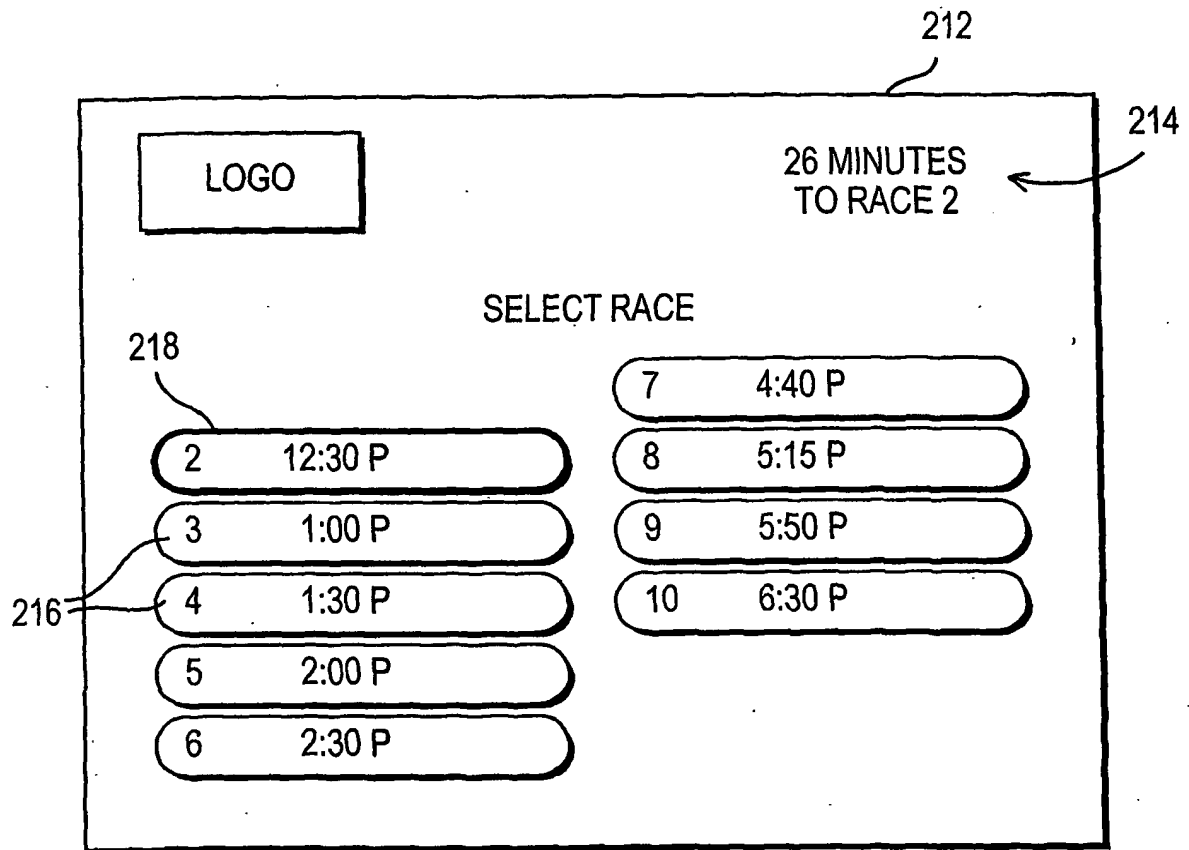 212
214
LOGO
26 MINUTES
TO RACE 2
SELECT RACE
218
2 12:30 P
3 1:00 P
216
4 1:30 P
5 2:00 P
6 2:30 P
7 4:40 P
8 5:15 P
9 5:50 P
10 6:30 P